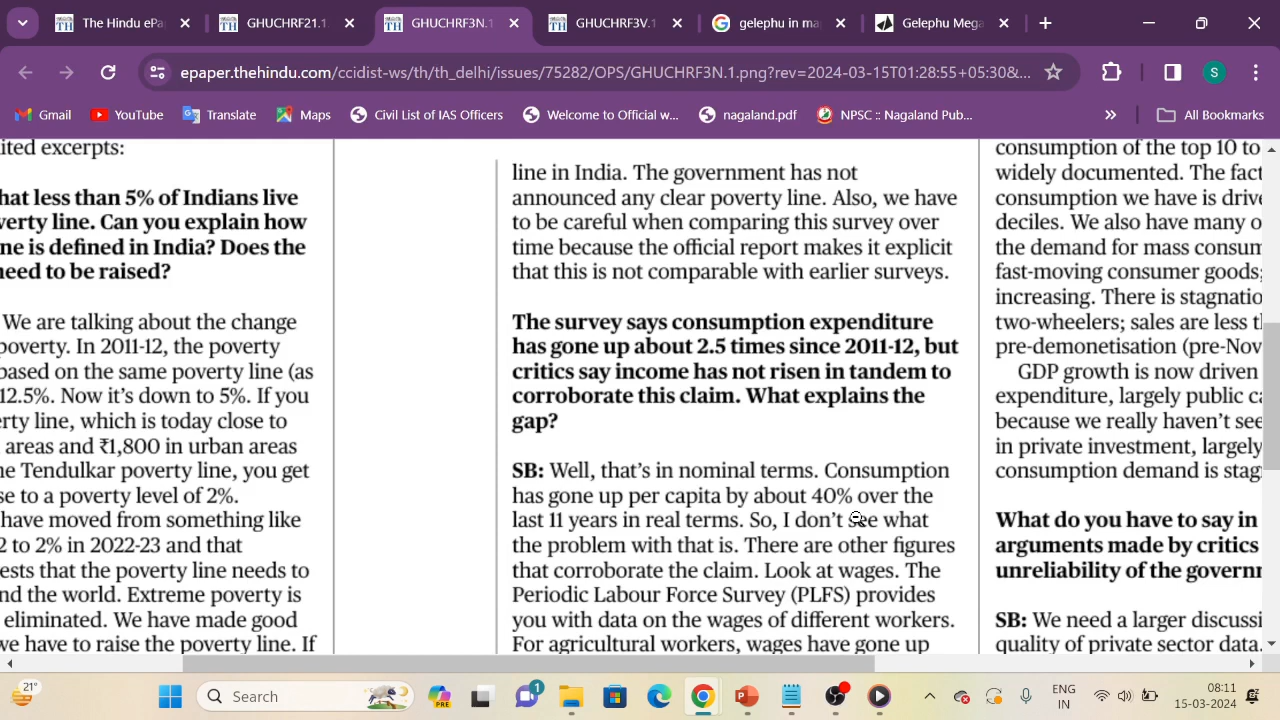 The Hindu ePa
GHUCHRF21.1
GHUCHRF3N.1
GHUCHRF3V.1
gelephu in ma
Gelephu Mega
epaper.thehindu.com/ccidist-ws/th/th_delhi/issues/75282/OPS/GHUCHRF3N.1.png?rev=2024-03-15T01:28:55+05:30&...
S
Gmail
YouTube
Translate
Maps
Civil List of IAS Officers
Welcome to Official w...
nagaland.pdf
NPSC :: Nagaland Pub...
»
All Bookmarks
ited excerpts:
hat less than 5% of Indians live
verty line. Can you explain how
ne is defined in India? Does the
need to be raised?
We are talking about the change
poverty. In 2011-12, the poverty
based on the same poverty line (as
12.5%. Now it’s down to 5%. If you
erty line, which is today close to
areas and ₹1,800 in urban areas
ne Tendulkar poverty line, you get
se to a poverty level of 2%.
have moved from something like
2 to 2% in 2022-23 and that
ests that the poverty line needs to
nd the world. Extreme poverty is
eliminated. We have made good
we have to raise the poverty line. If
line in India. The government has not
announced any clear poverty line. Also, we have
to be careful when comparing this survey over
time because the official report makes it explicit
that this is not comparable with earlier surveys.
The survey says consumption expenditure
has gone up about 2.5 times since 2011-12, but
critics say income has not risen in tandem to
corroborate this claim. What explains the
gap?
SB: Well, that’s in nominal terms. Consumption
has gone up per capita by about 40% over the
last 11 years in real terms. So, I don’t see what
the problem with that is. There are other figures
that corroborate the claim. Look at wages. The
Periodic Labour Force Survey (PLFS) provides
you with data on the wages of different workers.
For agricultural workers, wages have gone up
consumption of the top 10 to
widely documented. The fact
consumption we have is drive
deciles. We also have many o
the demand for mass consum
fast-moving consumer goods;
increasing. There is stagnatio
two-wheelers; sales are less th
pre-demonetisation (pre-Nov
GDP growth is now driven
expenditure, largely public ca
because we really haven’t see
in private investment, largely
consumption demand is stag
What do you have to say in
arguments made by critics
unreliability of the governm
SB: We need a larger discussi
quality of private sector data.
21°
Search
PRE
1
ENG
IN
08:11
15-03-2024